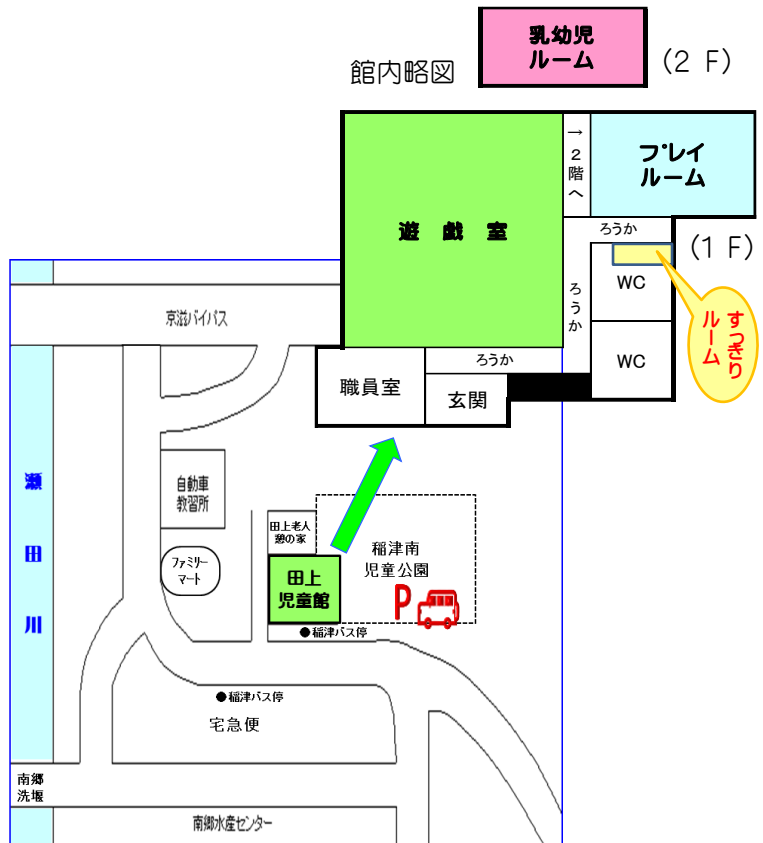 乳幼児
ルーム
(2 F)
館内略図
→2階へ
プレイ
ルーム
遊戯室
ろうか
(1 F)
WC
ろうか
すっきり
ルーム
京滋バイパス
WC
ろうか
職員室
玄関
瀬田川
自動車
教習所
田上老人
憩の家
稲津南
児童公園
ファミリー
マート
田上
児童館
P
●稲津バス停
●稲津バス停
宅急便
南郷
洗堰
南郷水産センター